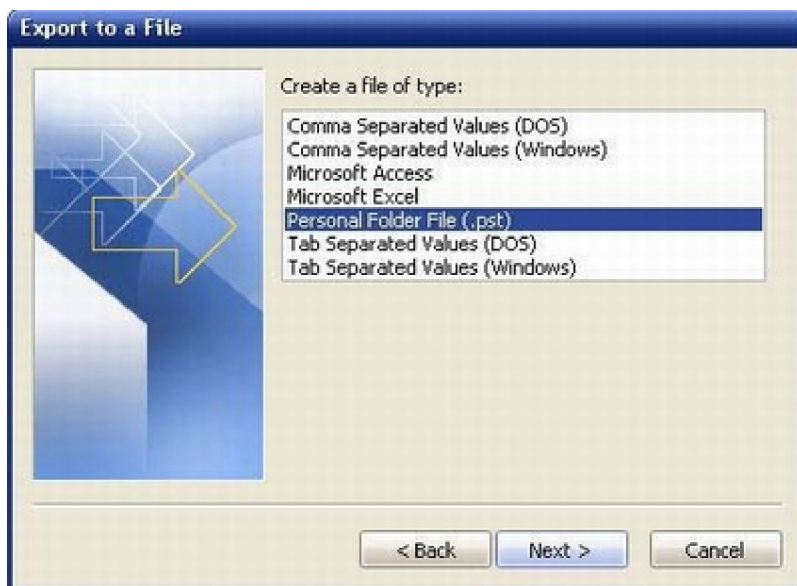 Export to a File
Create a file of type:
Comma Separated Values (DOS)
Comma Separated Values (Windows)
Microsoft Access
Microsoft Excel
Personal Folder File (.pst)
Tab Separated Values (DOS)
Tab Separated Values (Windows)
< Back Next > Cancel